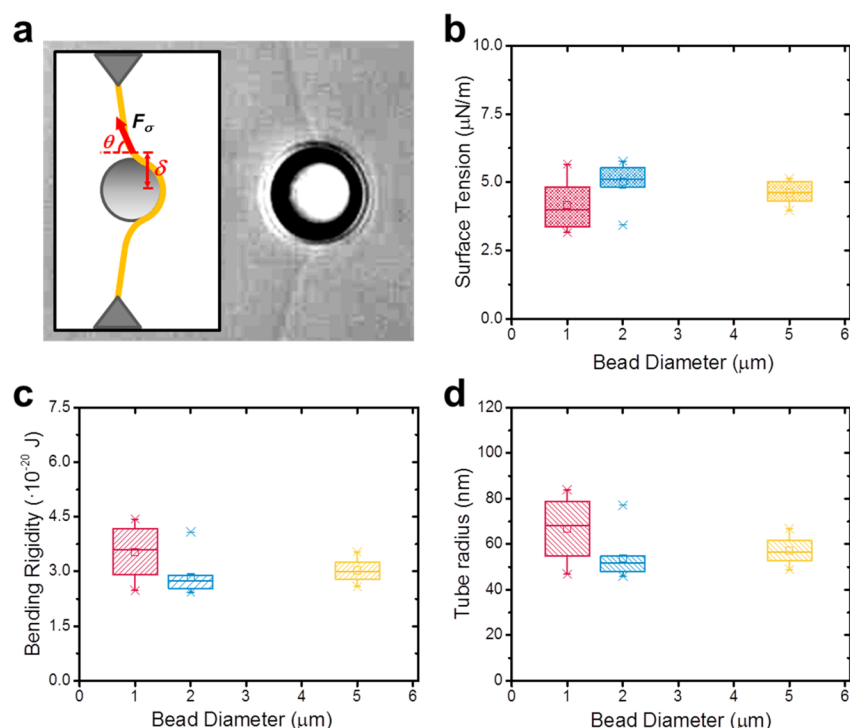 a
F_σ
θ
δ
b
10.0
7.5
5.0
2.5
0.0
Surface Tension (μN/m)
0 1 2 3 4 5 6
Bead Diameter (μm)
c
7.5
6.0
4.5
3.0
1.5
0.0
Bending Rigidity (·10⁻²⁰ J)
0 1 2 3 4 5 6
Bead Diameter (μm)
d
120
100
80
60
40
20
0
Tube radius (nm)
0 1 2 3 4 5 6
Bead Diameter (μm)